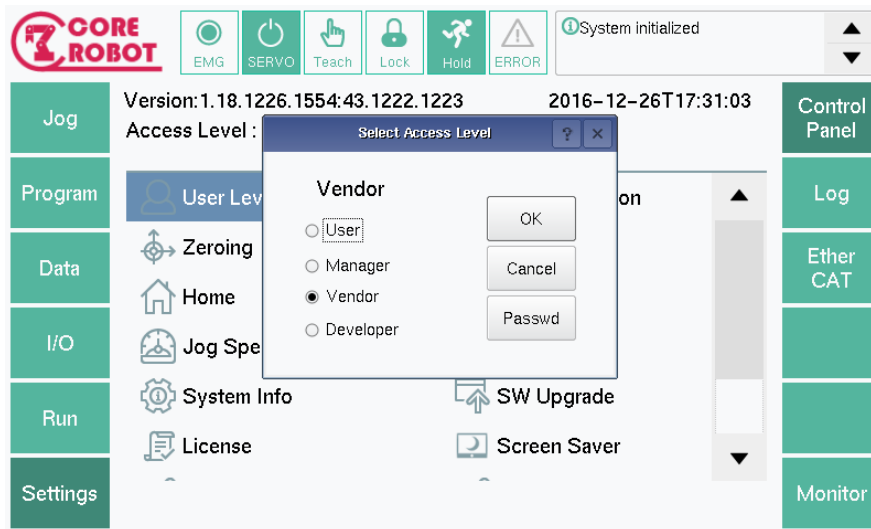 CORE
ROBOT
EMG
SERVO
Teach
Lock
Hold
ERROR
System initialized
Jog
Program
Data
I/O
Run
Settings
Version:1.18.1226.1554:43.1222.1223
2016-12-26T17:31:03
Access Level :
Select Access Level
?
Vendor
User
Manager
Vendor
Developer
OK
Cancel
Passwd
User Lev
on
Zeroing
Home
Jog Spe
System Info
SW Upgrade
License
Screen Saver
Control
Panel
Log
Ether
CAT
Monitor